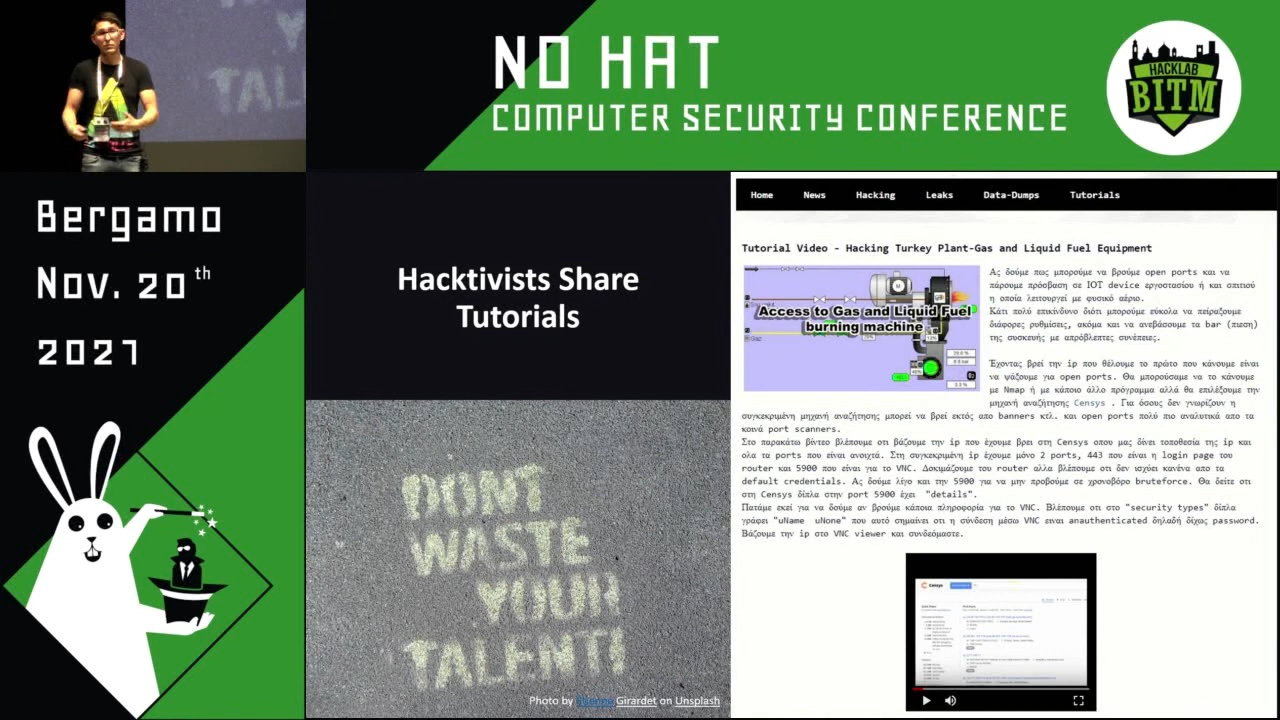 NO HAT
COMPUTER SECURITY CONFERENCE
HACKLAB
BITM
Bergamo
Nov. 20th
2021
Hacktivists Share
Tutorials
Photo by Girardet on Unsplash
Home News Hacking Leaks Data-Dumps Tutorials
Tutorial Video - Hacking Turkey Plant-Gas and Liquid Fuel Equipment
Access to Gas and Liquid Fuel
burning machine
Ας δούμε πως μπορούμε να βρούμε open ports και να
πάρουμε πρόσβαση σε IOT device εργοστασίου ή και σπιτιού
η οποία λειτουργεί με φυσικό αέριο.
Κάτι πολύ επικίνδυνο διότι μπορούμε εύκολα να πείραζουμε
διάφορες ρυθμίσεις, ακόμα και να ανεβάσουμε τα bar (πιεση)
της συσκευής με απρόβλεπτες συνέπειες.
Έχοντας βρεί την ip που θέλουμε το πρώτο που κάνουμε είναι
να ψάξουμε για open ports. Θα μπορούσαμε να το κάνουμε
με Nmap ή με κάποιο άλλο πρόγραμμα αλλά θα επιλέξουμε την
μηχανή αναζήτησης Censys . Για όσους δεν γνωρίζουν η
συγκεκριμένη μηχανή αναζήτησης μπορεί να βρεί εκτός απο banners κτλ. και open ports πολύ πιο αναλυτικά απο τα
κοινά port scanners.
Στο παρακάτω βίντεο βλέπουμε οτι βάζουμε την ip που έχουμε βρει στη Censys οπου μας δίνει τοποθεσία της ip και
ολα τα ports που είναι ανοιχτά. Στη συγκεκριμένη ip έχουμε μόνο 2 ports, 443 που είναι η login page του
router και 5900 που είναι για το VNC. Δοκιμάζουμε του router αλλα βλέπουμε οτι δεν ισχύει κανένα απο τα
default credentials. Ας δούμε λίγο και την 5900 για να μην προβούμε σε χρονοβόρο bruteforce. Θα δείτε οτι
στη Censys δίπλα στην port 5900 έχει "details".
Πατάμε εκεί για να δούμε αν βρούμε κάποια πληροφορία για το VNC. Βλέπουμε οτι στο "security types" δίπλα
γράφει "uName uNone" που αυτό σημαίνει οτι η σύνδεση μέσω VNC ειναι anauthenticated δηλαδή δίχως password.
Βάζουμε την ip στο VNC viewer και συνδεόμαστε.
Censys